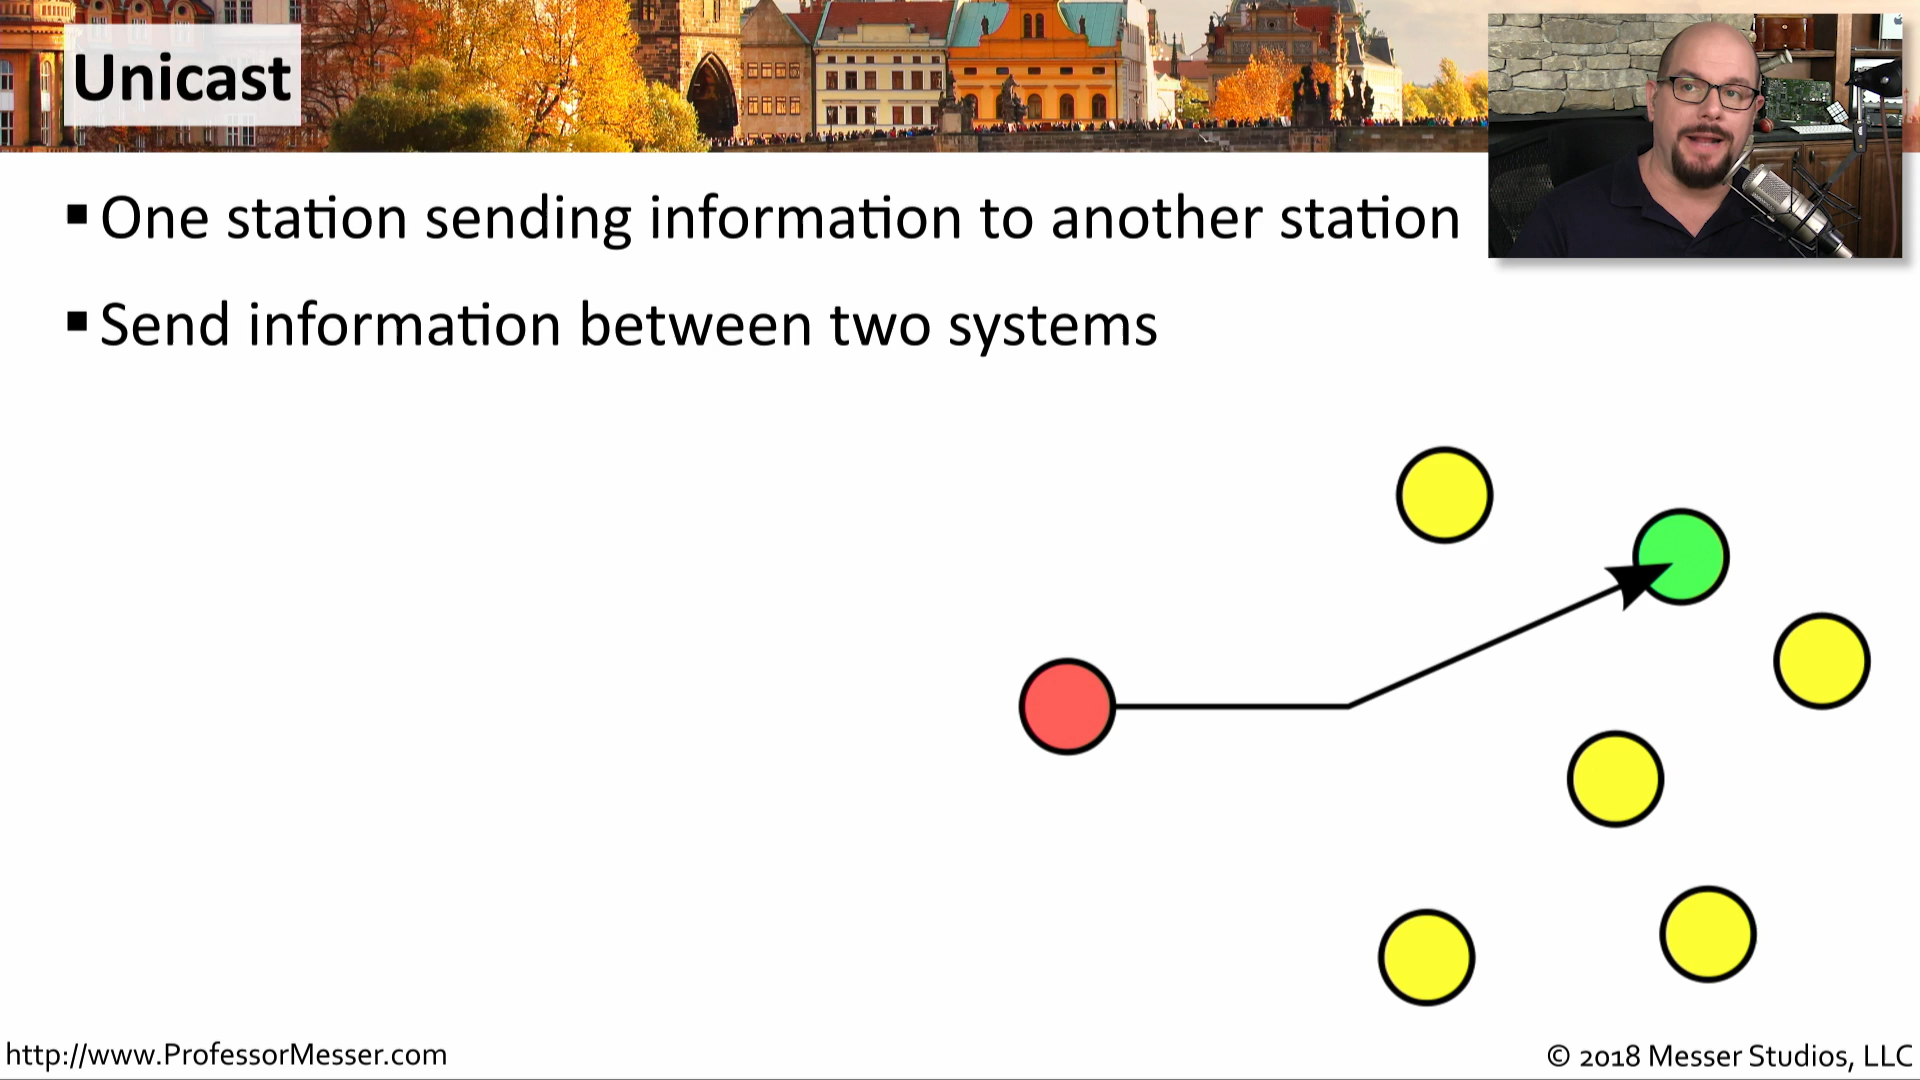 Unicast
▪ One station sending information to another station
▪ Send information between two systems
http://www.ProfessorMesser.com
© 2018 Messer Studios, LLC